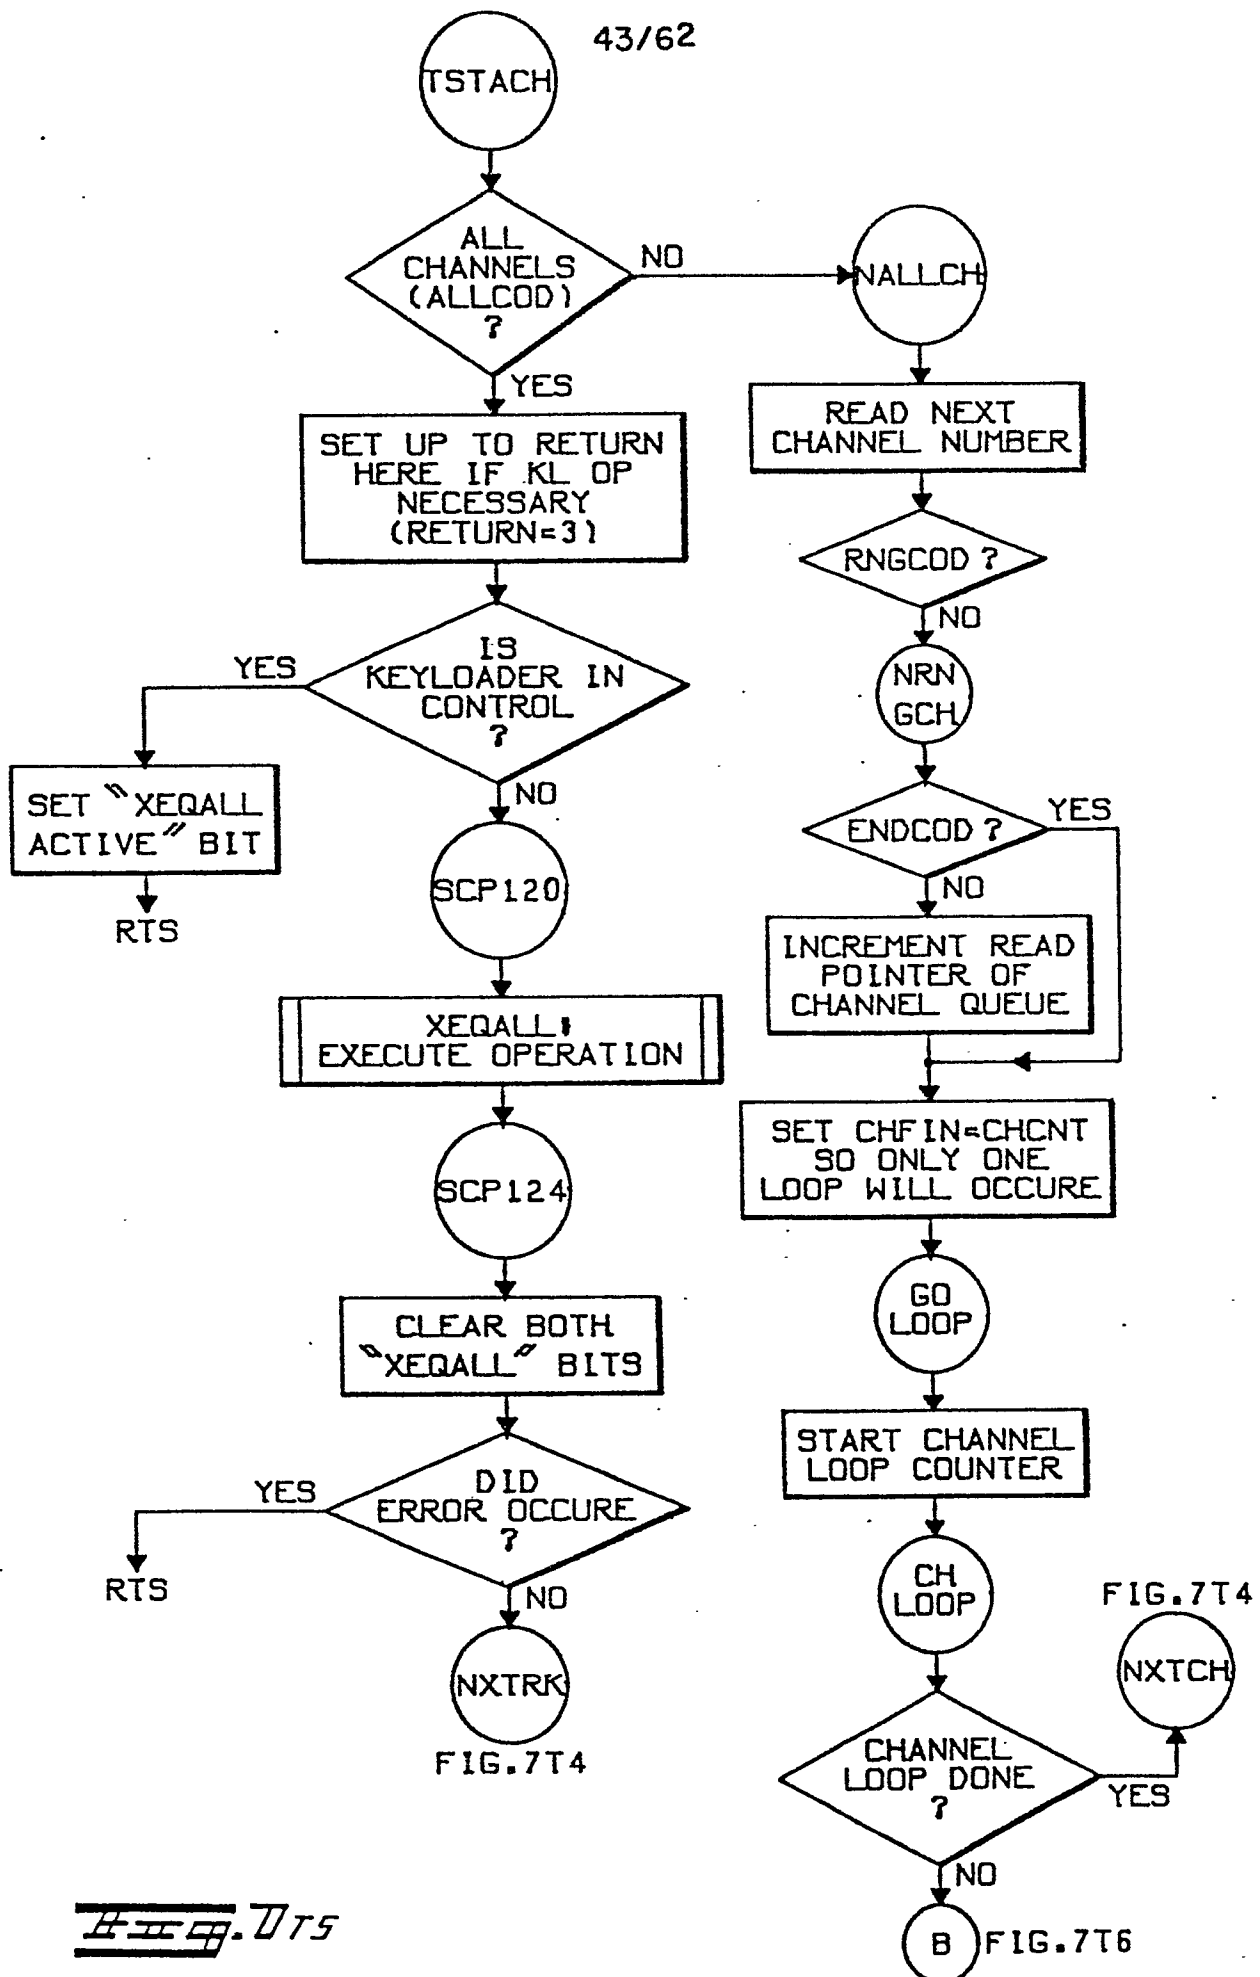 43/62
TSTACH
ALL
CHANNELS
(ALLCOD)
?
NO
YES
SET UP TO RETURN
HERE IF KL OP
NECESSARY
(RETURN=3)
IS
KEYLOADER IN
CONTROL
?
YES
NO
SET "XEQALL
ACTIVE" BIT
RTS
SCP120
XEQALL:
EXECUTE OPERATION
SCP124
CLEAR BOTH
"XEQALL" BITS
DID
ERROR OCCURE
?
YES
RTS
NO
NXTRK
FIG.7T4
NALLCH
READ NEXT
CHANNEL NUMBER
RNGCOD ?
NO
NRN
GCH
ENDCOD ?
YES
NO
INCREMENT READ
POINTER OF
CHANNEL QUEUE
SET CHFIN=CHCNT
SO ONLY ONE
LOOP WILL OCCURE
GO
LOOP
START CHANNEL
LOOP COUNTER
CH
LOOP
FIG.7T4
NXTCH
CHANNEL
LOOP DONE
?
YES
NO
B
FIG.7T6
Fig. 7T5